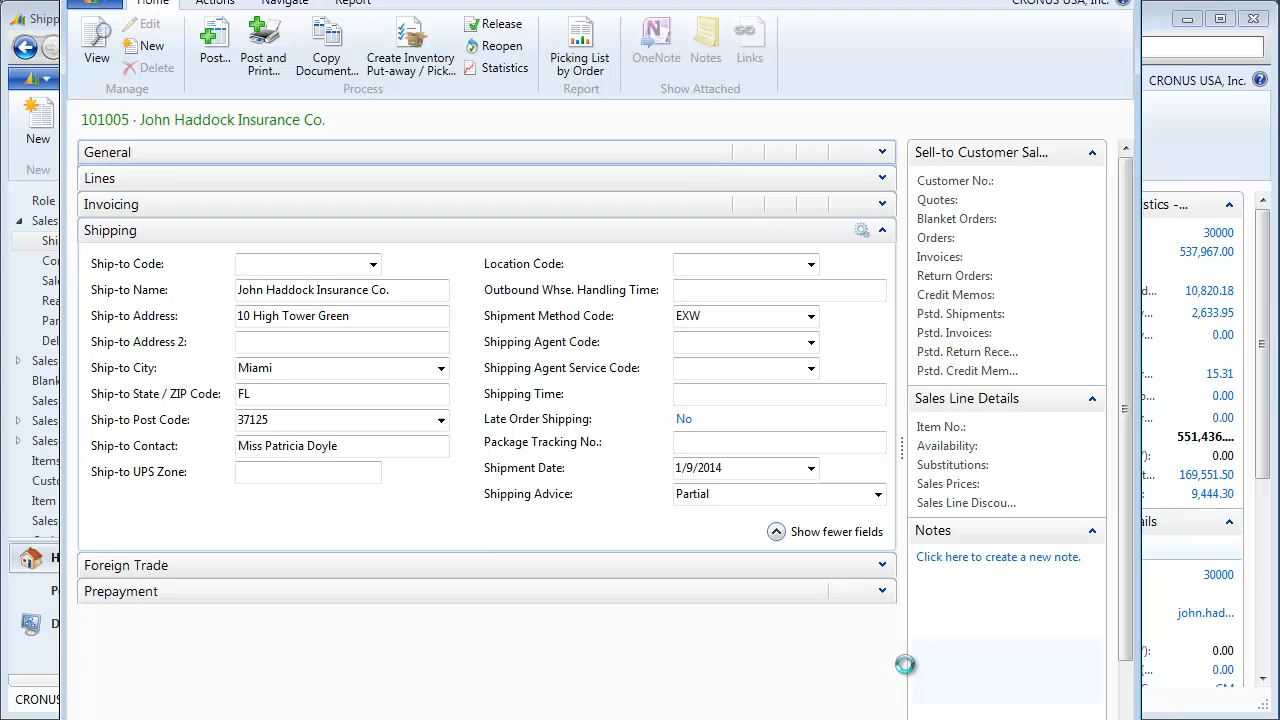 Shipp
Home Actions Navigate Report CRONUS USA, Inc.
View
Edit
New
Delete
Manage
Post...
Post and Print...
Copy Document...
Create Inventory Put-away / Pick...
Release
Reopen
Statistics
Process
Picking List by Order
Report
OneNote
Notes
Links
Show Attached
CRONUS USA, Inc.
New
New
101005 · John Haddock Insurance Co.
General
Lines
Invoicing
Shipping
Ship-to Code:
Ship-to Name: John Haddock Insurance Co.
Ship-to Address: 10 High Tower Green
Ship-to Address 2:
Ship-to City: Miami
Ship-to State / ZIP Code: FL
Ship-to Post Code: 37125
Ship-to Contact: Miss Patricia Doyle
Ship-to UPS Zone:
Location Code:
Outbound Whse. Handling Time:
Shipment Method Code: EXW
Shipping Agent Code:
Shipping Agent Service Code:
Shipping Time:
Late Order Shipping: No
Package Tracking No.:
Shipment Date: 1/9/2014
Shipping Advice: Partial
Show fewer fields
Foreign Trade
Prepayment
Sell-to Customer Sal...
Customer No.:
Quotes:
Blanket Orders:
Orders:
Invoices:
Return Orders:
Credit Memos:
Pstd. Shipments:
Pstd. Invoices:
Pstd. Return Rece...
Pstd. Credit Mem...
Sales Line Details
Item No.:
Availability:
Substitutions:
Sales Prices:
Sales Line Discou...
Notes
Click here to create a new note.
Role
Sales
Shi
Cor
Sal
Rea
Par
Del
Sales
Blank
Sales
Sales
Items
Custo
Item
Sales
H
P
D
CRONUS
istics -...
30000
537,967.00
d... 10,820.18
2,633.95
0.00
15.31
0.00
0.00
551,436....
0.00
t... 169,551.50
9,444.30
ails
30000
john.had...
): 0.00
0.00
GM